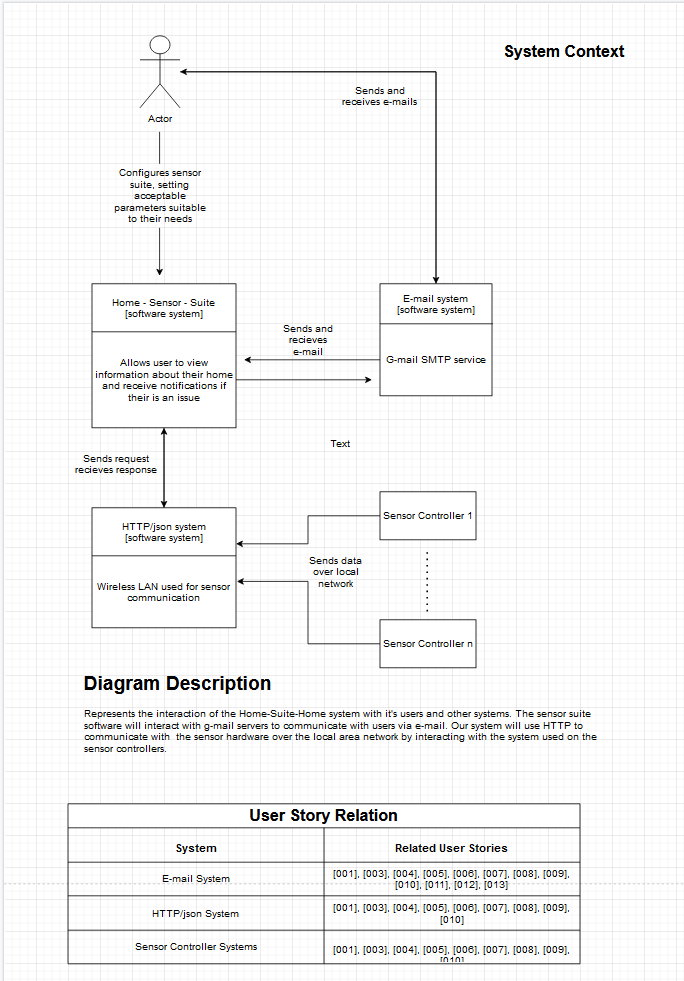 System Context
Sends and
receives e-mails
Actor
Configures sensor
suite, setting
acceptable
parameters suitable
to their needs
Home - Sensor - Suite
[software system]
E-mail system
[software system]
Sends and
recieves
e-mail
Allows user to view
information about their home
and receive notifications if
their is an issue
G-mail SMTP service
Text
Sends request
recieves response
HTTP/json system
[software system]
Sensor Controller 1
Wireless LAN used for sensor
communication
Sends data
over local
network
Sensor Controller n
Diagram Description
Represents the interaction of the Home-Suite-Home system with it's users and other systems. The sensor suite
software will interact with g-mail servers to communicate with users via e-mail. Our system will use HTTP to
communicate with the sensor hardware over the local area network by interacting with the system used on the
sensor controllers.
User Story Relation
System
Related User Stories
E-mail System
[001], [003], [004], [005], [006], [007], [008], [009],
[010], [011], [012], [013]
HTTP/json System
[001], [003], [004], [005], [006], [007], [008], [009],
[010]
Sensor Controller Systems
[001], [003], [004], [005], [006], [007], [008], [009],
[010]